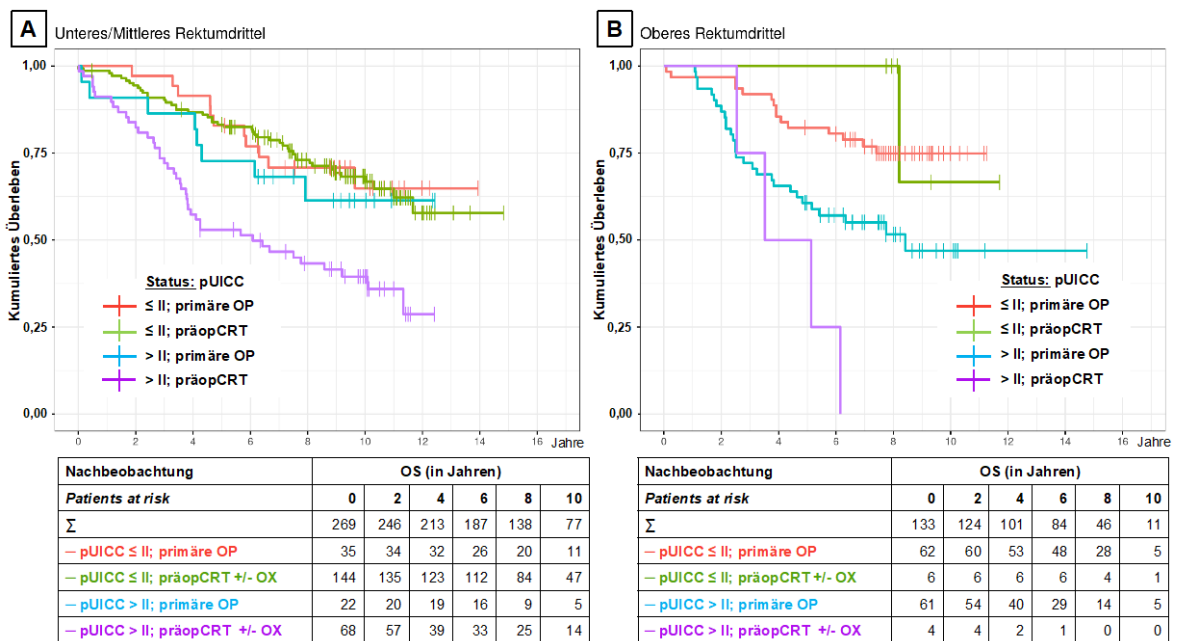 A Unteres/Mittleres Rektumdrittel
Kumuliertes Überleben
1,00
0,75
0,50
0,25
0,00
Status: pUICC
≤ II; primäre OP
≤ II; präopCRT
> II; primäre OP
> II; präopCRT
0 2 4 6 8 10 12 14 16 Jahre
Nachbeobachtung OS (in Jahren)
Patients at risk 0 2 4 6 8 10
Σ 269 246 213 187 138 77
— pUICC ≤ II; primäre OP 35 34 32 26 20 11
— pUICC ≤ II; präopCRT +/- OX 144 135 123 112 84 47
— pUICC > II; primäre OP 22 20 19 16 9 5
— pUICC > II; präopCRT +/- OX 68 57 39 33 25 14
B Oberes Rektumdrittel
Kumuliertes Überleben
1,00
0,75
0,50
0,25
0,00
Status: pUICC
≤ II; primäre OP
≤ II; präopCRT
> II; primäre OP
> II; präopCRT
0 2 4 6 8 10 12 14 16 Jahre
Nachbeobachtung OS (in Jahren)
Patients at risk 0 2 4 6 8 10
Σ 133 124 101 84 46 11
— pUICC ≤ II; primäre OP 62 60 53 48 28 5
— pUICC ≤ II; präopCRT +/- OX 6 6 6 6 4 1
— pUICC > II; primäre OP 61 54 40 29 14 5
— pUICC > II; präopCRT +/- OX 4 4 2 1 0 0